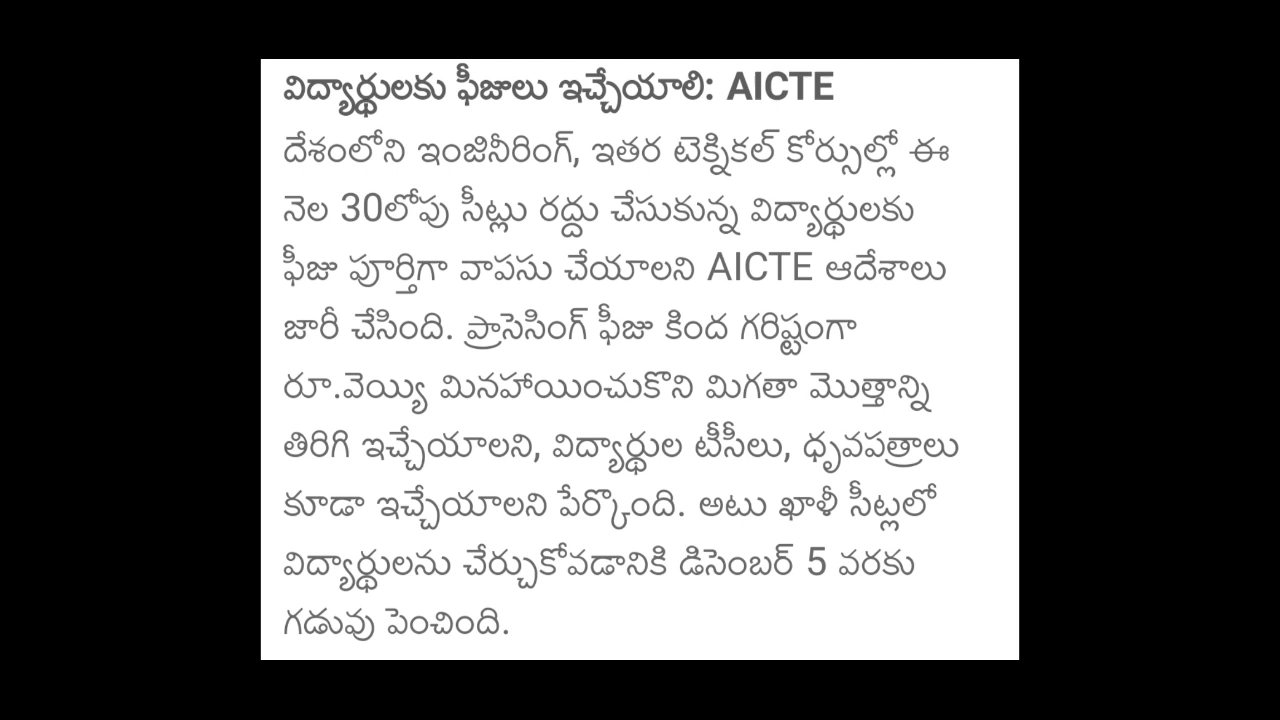 విద్యార్థులకు ఫీజులు ఇచ్చేయాలి: AICTE
దేశంలోని ఇంజినీరింగ్, ఇతర టెక్నికల్ కోర్సుల్లో ఈ
నెల 30లోపు సీట్లు రద్దు చేసుకున్న విద్యార్థులకు
ఫీజు పూర్తిగా వాపసు చేయాలని AICTE ఆదేశాలు
జారీ చేసింది. ప్రాసెసింగ్ ఫీజు కింద గరిష్టంగా
రూ.వెయ్యి మినహాయించుకొని మిగతా మొత్తాన్ని
తిరిగి ఇచ్చేయాలని, విద్యార్థుల టీసీలు, ధృవపత్రాలు
కూడా ఇచ్చేయాలని పేర్కొంది. అటు ఖాళీ సీట్లలో
విద్యార్థులను చేర్చుకోవడానికి డిసెంబర్ 5 వరకు
గడువు పెంచింది.